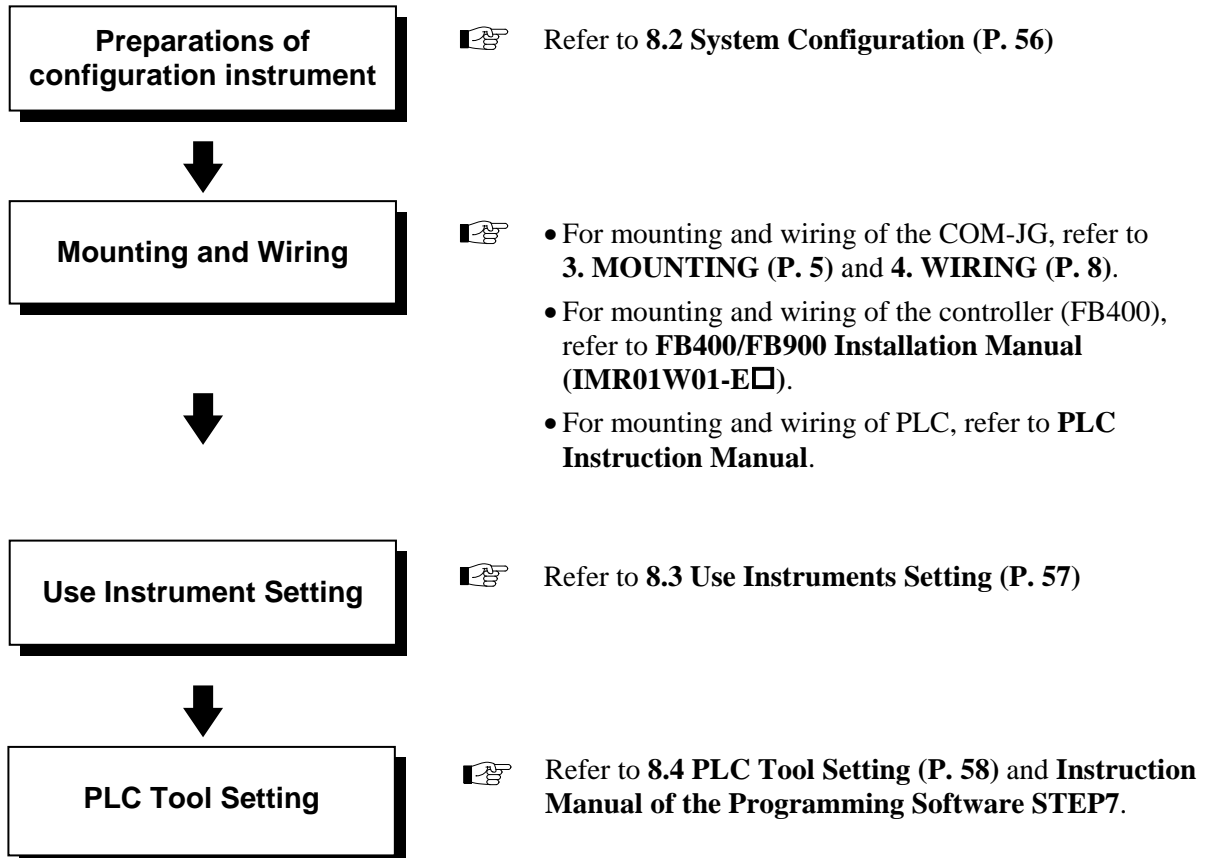 Preparations of
configuration instrument
Refer to 8.2 System Configuration (P. 56)
Mounting and Wiring
• For mounting and wiring of the COM-JG, refer to
3. MOUNTING (P. 5) and 4. WIRING (P. 8).
• For mounting and wiring of the controller (FB400),
refer to FB400/FB900 Installation Manual
(IMR01W01-E□).
• For mounting and wiring of PLC, refer to PLC
Instruction Manual.
Use Instrument Setting
Refer to 8.3 Use Instruments Setting (P. 57)
PLC Tool Setting
Refer to 8.4 PLC Tool Setting (P. 58) and Instruction
Manual of the Programming Software STEP7.